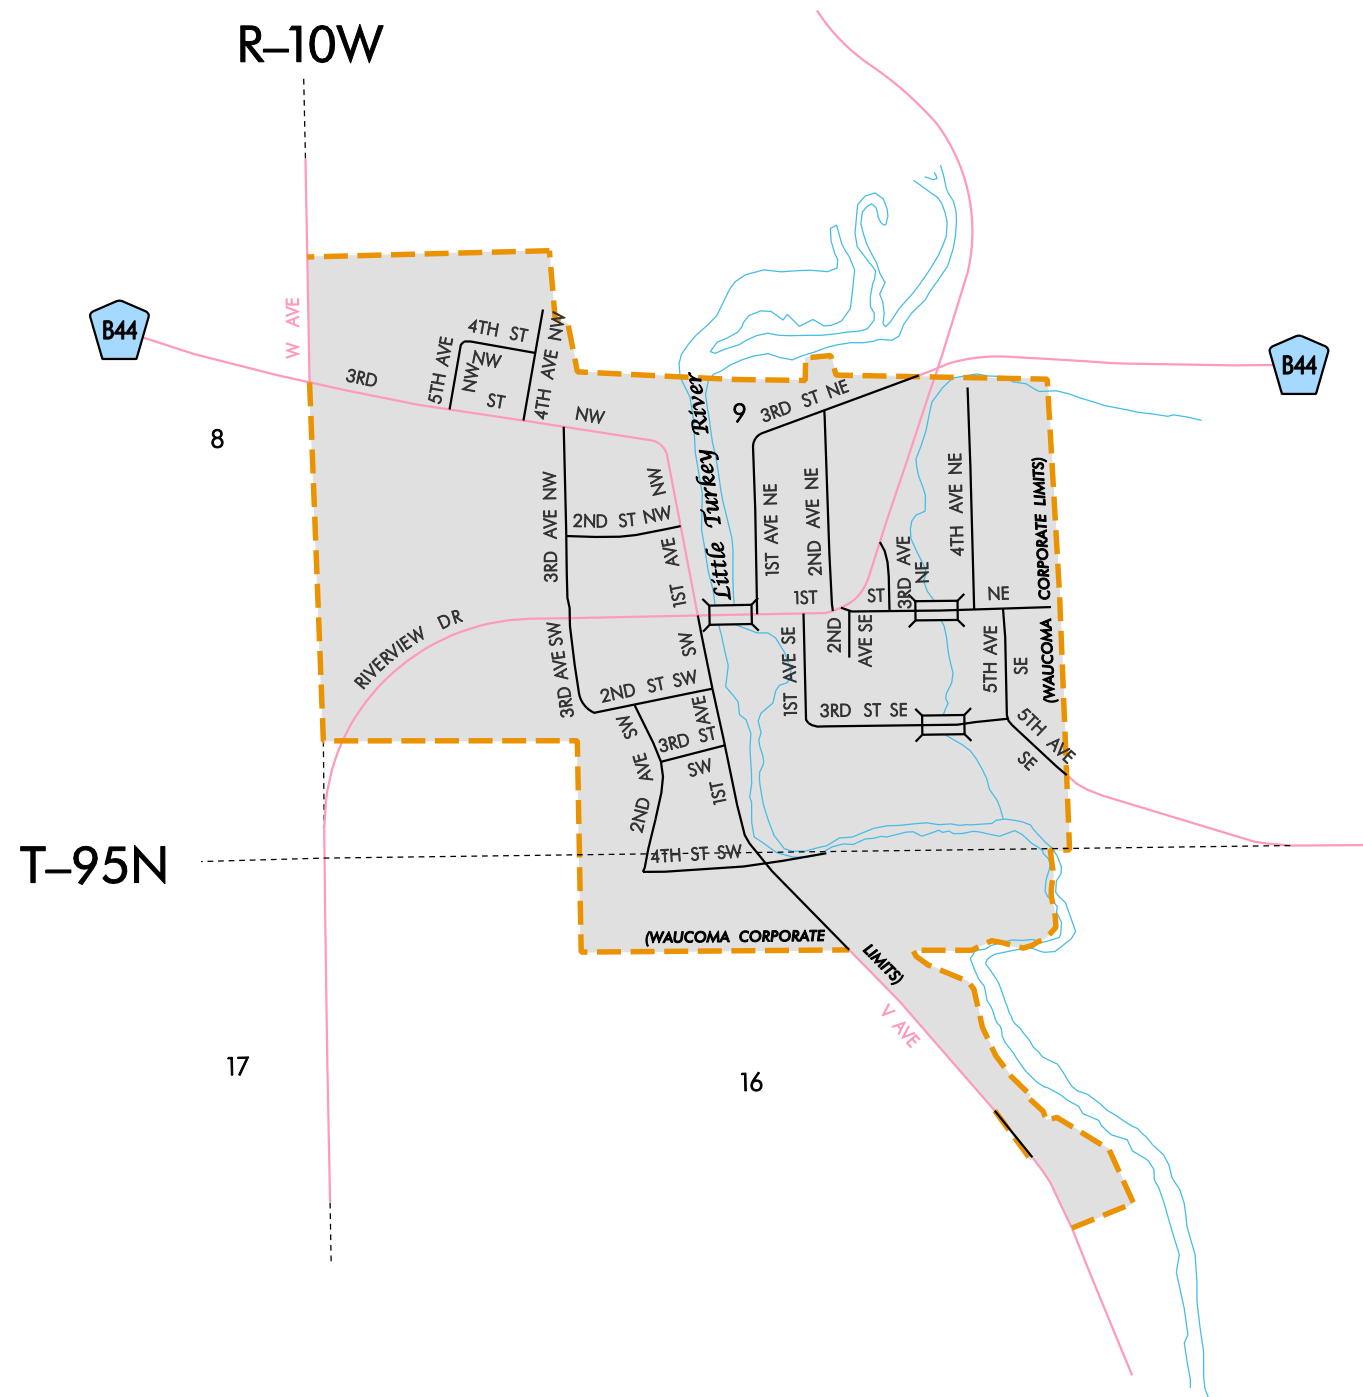 R–10W
W AVE
B44
B44
4TH ST
NW
5TH AVE
NW
4TH AVE NW
3RD
ST
NW
9
3RD ST NE
8
Little Turkey River
3RD AVE NW
2ND ST NW
NW
1ST AVE
1ST AVE NE
2ND AVE NE
3RD AVE
NE
4TH AVE NE
(WAUCOMA CORPORATE LIMITS)
1ST
ST
NE
RIVERVIEW DR
3RD AVE SW
SW
2ND ST SW
1ST AVE SE
2ND
AVE SE
5TH AVE
SE
3RD ST SE
5TH AVE
SE
2ND AVE SW
3RD ST
SW
1ST AVE
T–95N
4TH ST SW
(WAUCOMA CORPORATE LIMITS)
V AVE
17
16